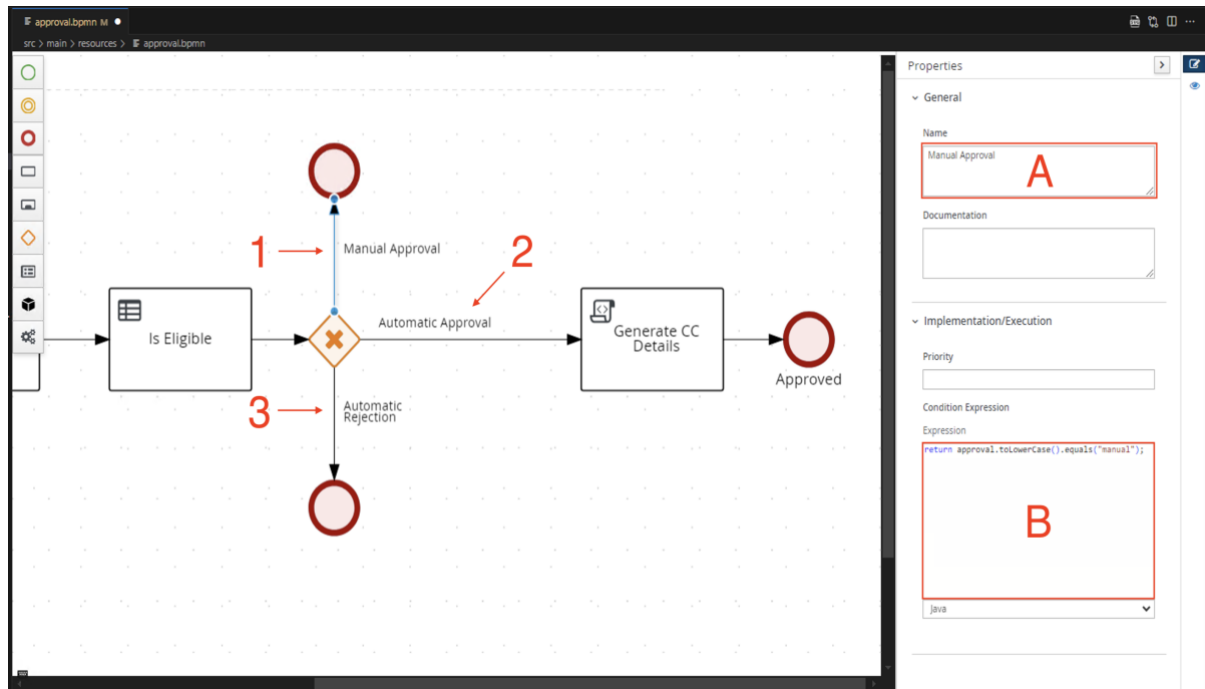 approval.bpmn M ●
src > main > resources > approval.bpmn
Properties
General
Name
Manual Approval
A
Documentation
Implementation/Execution
Priority
Condition Expression
Expression
return approval.toLowerCase().equals("manual");
B
Java
1
Manual Approval
2
Automatic Approval
Is Eligible
Generate CC
Details
Approved
3
Automatic
Rejection